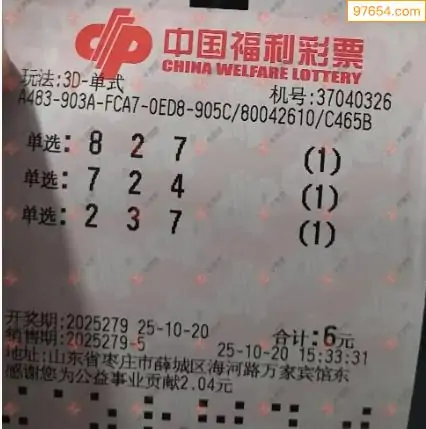 97654.com
中国福利彩票
CHINA WELFARE LOTTERY
玩法:3D-单式 机号:37040326
A483-903A-FCA7-0ED8-905C/80042610/C465B
单选: 8 2 7 (1)
单选: 7 2 4 (1)
单选: 2 3 7 (1)
开奖期:2025279 25-10-20 合计:6元
销售期:2025279-5 25-10-20 15:33:31
地址:山东省枣庄市薛城区海河路万家宾馆东
感谢您为公益事业贡献2.04元